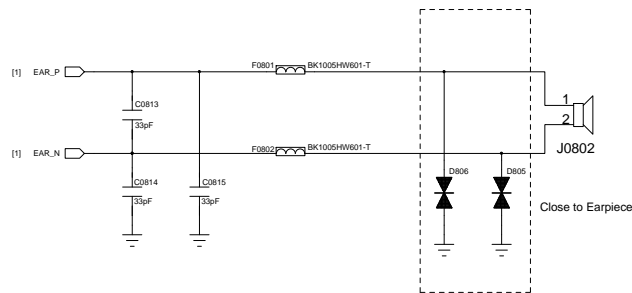 F0801 BK1005HW601-T
[1] EAR_P
C0813
33pF
1
2
J0802
F0802 BK1005HW601-T
[1] EAR_N
C0814
33pF
C0815
33pF
D806
D805
Close to Earpiece